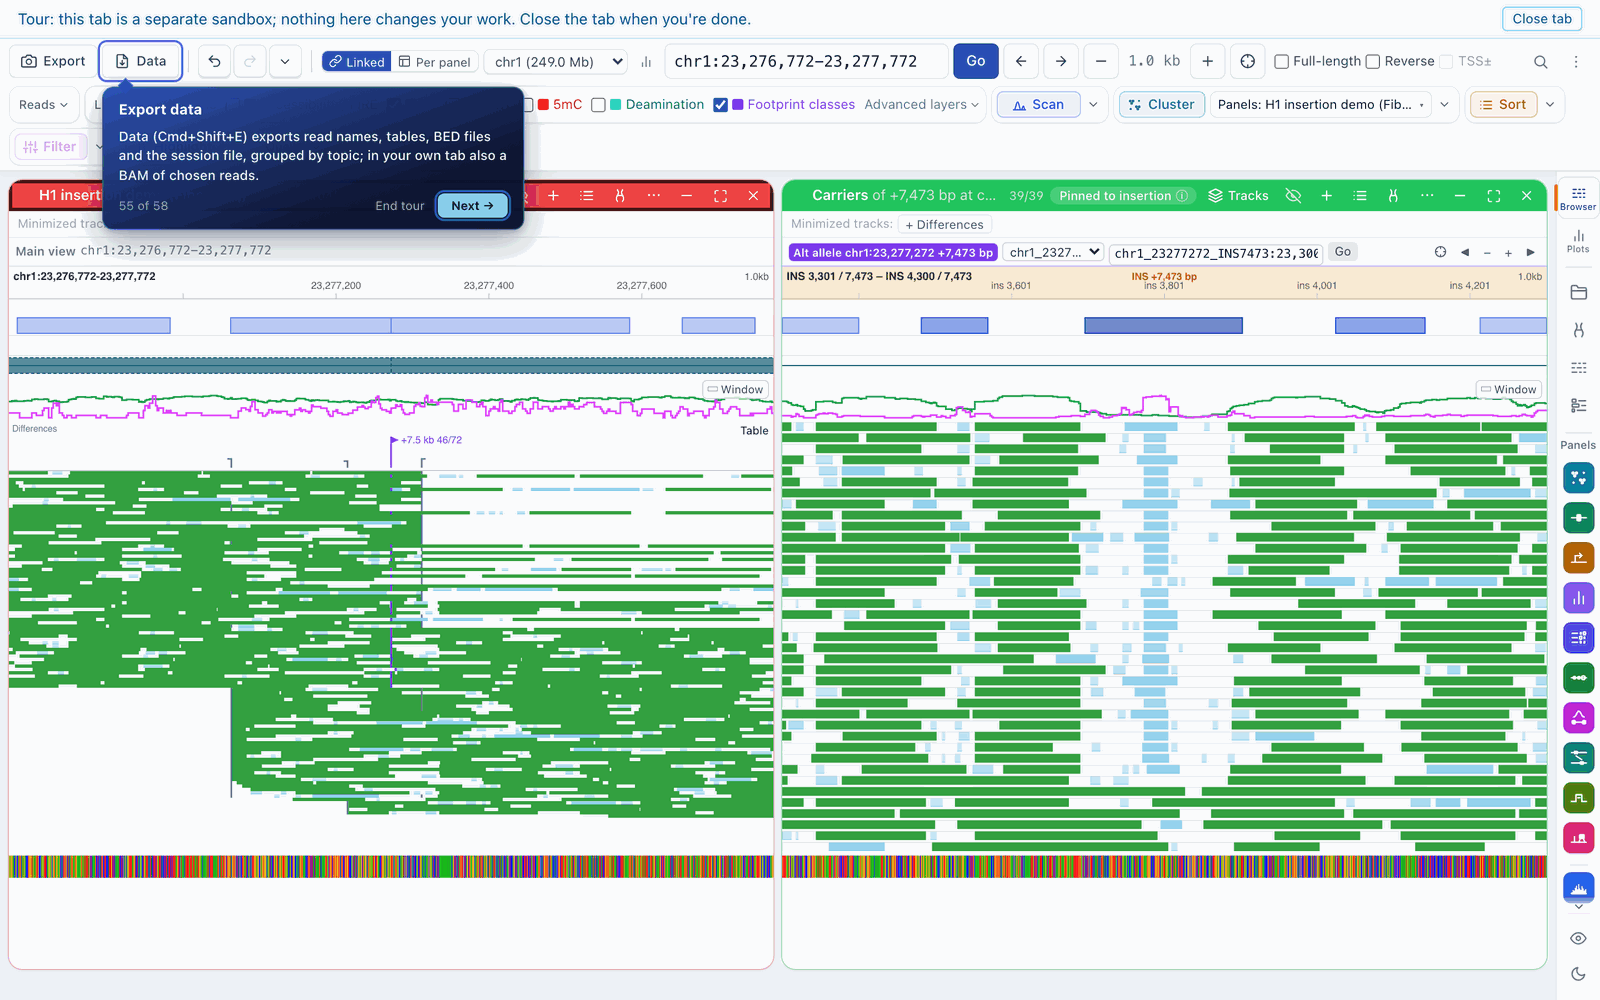 Tour: this tab is a separate sandbox; nothing here changes your work. Close the tab when you're done.
Close tab
Export
Data
Linked
Per panel
chr1 (249.0 Mb)
chr1:23,276,772–23,277,772
Go
1.0 kb
Full-length
Reverse
TSS±
Reads
5mC
Deamination
Footprint classes
Advanced layers
Scan
Cluster
Panels: H1 insertion demo (Fib...
Sort
Filter
Export data
Data (Cmd+Shift+E) exports read names, tables, BED files
and the session file, grouped by topic; in your own tab also a
BAM of chosen reads.
55 of 58
End tour
Next →
Carriers of +7,473 bp at c...
39/39
Pinned to insertion
Tracks
Minimized tracks:
+ Differences
Main view chr1:23,276,772–23,277,772
Alt allele chr1:23,277,272 +7,473 bp
chr1_2327...
chr1_23277272_INS7473:23,30
Go
chr1:23,276,772-23,277,772
1.0kb
23,277,200
23,277,400
23,277,600
INS 3,301 / 7,473 – INS 4,300 / 7,473
INS +7,473 bp
1.0kb
ins 3,601
ins 3,801
ins 4,001
ins 4,201
Window
Window
Differences
Table
+7.5 kb 46/72
Browser
Plots
Panels